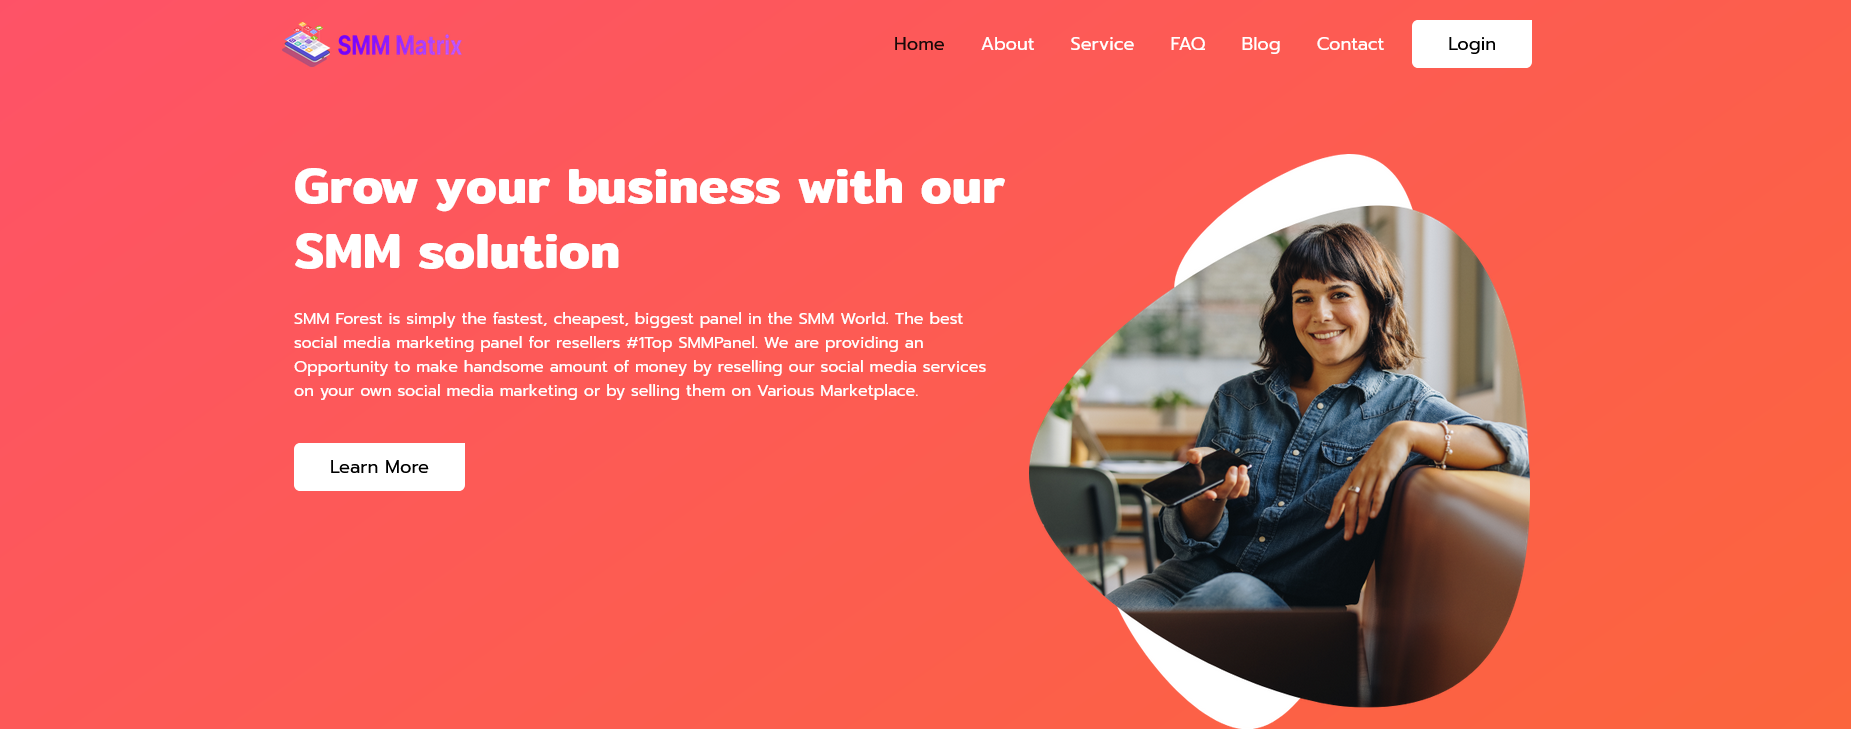 SMM Matrix
Home
About
Service
FAQ
Blog
Contact
Login
Grow your business with our
SMM solution
SMM Forest is simply the fastest, cheapest, biggest panel in the SMM World. The best
social media marketing panel for resellers #1Top SMMPanel. We are providing an
Opportunity to make handsome amount of money by reselling our social media services
on your own social media marketing or by selling them on Various Marketplace.
Learn More